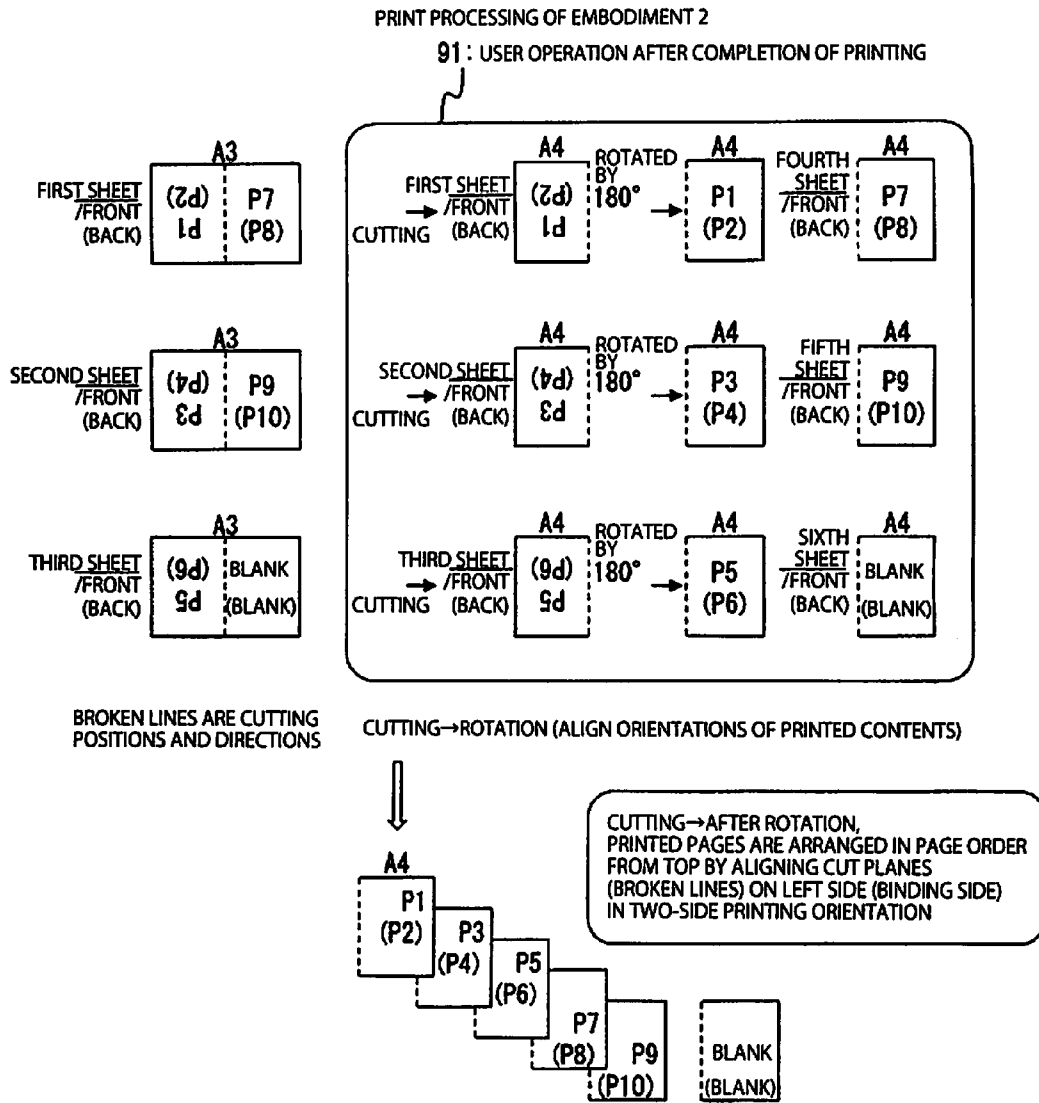 PRINT PROCESSING OF EMBODIMENT 2
91: USER OPERATION AFTER COMPLETION OF PRINTING
A3
FIRST SHEET
/FRONT
(BACK)
P1
(P2)
P7
(P8)
CUTTING
FIRST SHEET
/FRONT
(BACK)
A4
P1
(P2)
ROTATED
BY
180°
A4
P1
(P2)
FOURTH
SHEET
/FRONT
(BACK)
A4
P7
(P8)
A3
SECOND SHEET
/FRONT
(BACK)
P3
(P4)
P9
(P10)
CUTTING
SECOND SHEET
/FRONT
(BACK)
A4
P3
(P4)
ROTATED
BY
180°
A4
P3
(P4)
FIFTH
SHEET
/FRONT
(BACK)
A4
P9
(P10)
A3
THIRD SHEET
/FRONT
(BACK)
P5
(P6)
BLANK
(BLANK)
CUTTING
THIRD SHEET
/FRONT
(BACK)
A4
P5
(P6)
ROTATED
BY
180°
A4
P5
(P6)
SIXTH
SHEET
/FRONT
(BACK)
A4
BLANK
(BLANK)
BROKEN LINES ARE CUTTING
POSITIONS AND DIRECTIONS
CUTTING→ROTATION (ALIGN ORIENTATIONS OF PRINTED CONTENTS)
CUTTING→AFTER ROTATION,
PRINTED PAGES ARE ARRANGED IN PAGE ORDER
FROM TOP BY ALIGNING CUT PLANES
(BROKEN LINES) ON LEFT SIDE (BINDING SIDE)
IN TWO-SIDE PRINTING ORIENTATION
A4
P1
(P2)
P3
(P4)
P5
(P6)
P7
(P8)
P9
(P10)
BLANK
(BLANK)